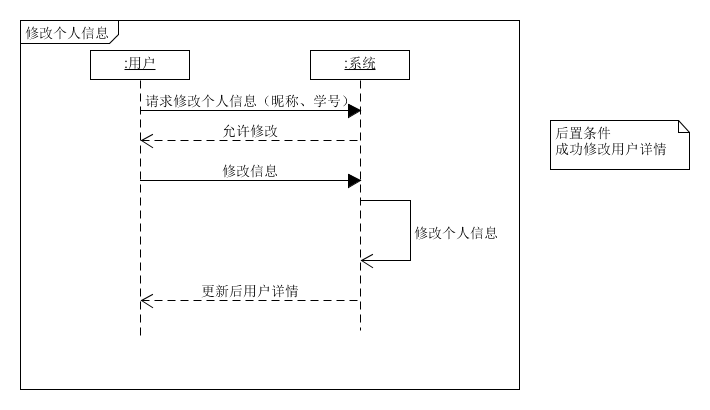 修改个人信息
:用户
:系统
请求修改个人信息（昵称、学号）
允许修改
修改信息
修改个人信息
更新后用户详情
后置条件
成功修改用户详情